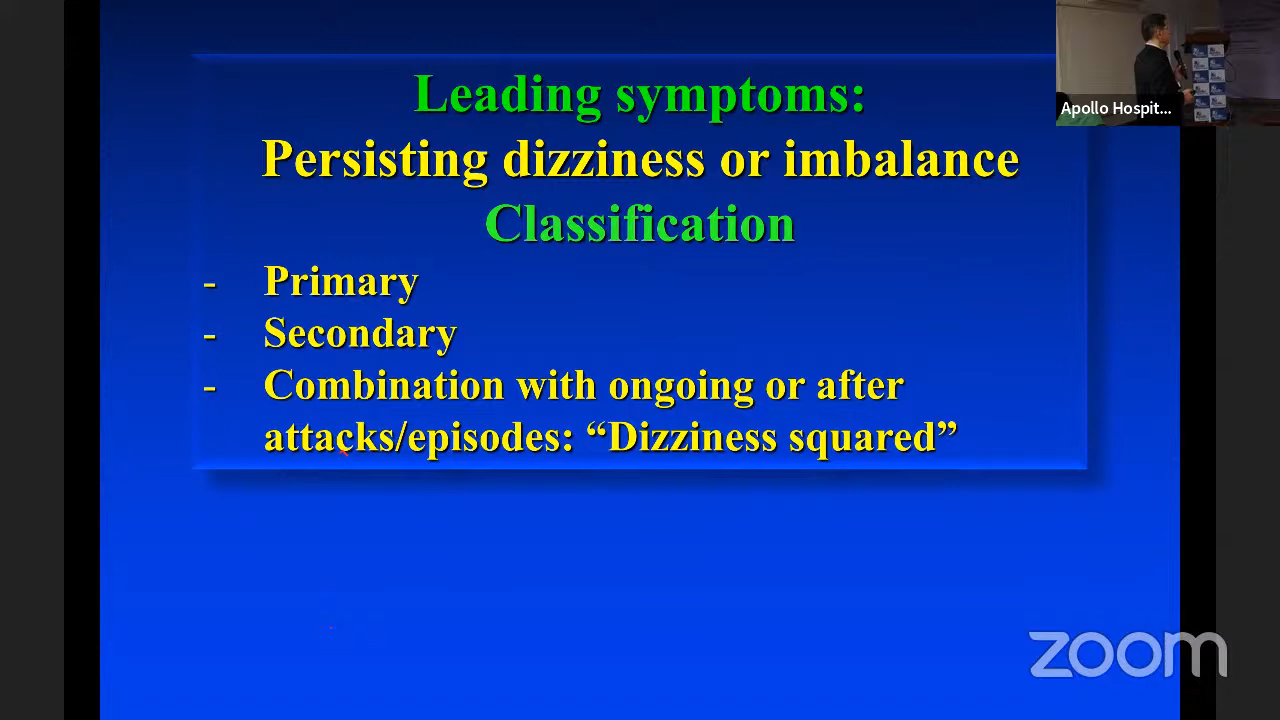 Leading symptoms:
Persisting dizziness or imbalance
Classification
- Primary
- Secondary
- Combination with ongoing or after
attacks/episodes: “Dizziness squared”
Apollo Hospit...
zoom